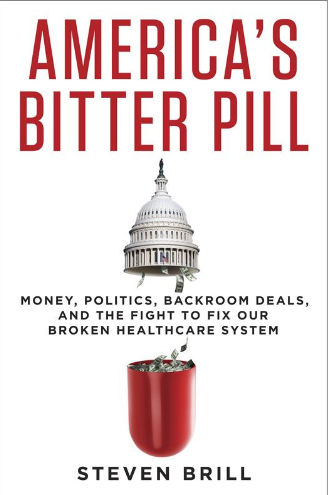 AMERICA'S
BITTER PILL
MONEY, POLITICS, BACKROOM DEALS,
AND THE FIGHT TO FIX OUR
BROKEN HEALTHCARE SYSTEM
STEVEN BRILL